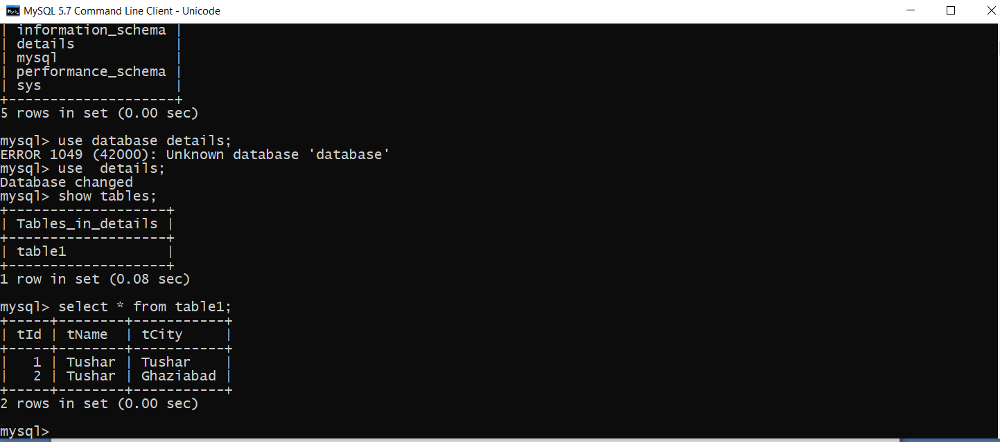 MySQL 5.7 Command Line Client - Unicode
| information_schema |
| details            |
| mysql              |
| performance_schema |
| sys                |
+--------------------+
5 rows in set (0.00 sec)

mysql> use database details;
ERROR 1049 (42000): Unknown database 'database'
mysql> use  details;
Database changed
mysql> show tables;
+-------------------+
| Tables_in_details |
+-------------------+
| table1            |
+-------------------+
1 row in set (0.08 sec)

mysql> select * from table1;
+-----+--------+-----------+
| tId | tName  | tCity     |
+-----+--------+-----------+
|   1 | Tushar | Tushar    |
|   2 | Tushar | Ghaziabad |
+-----+--------+-----------+
2 rows in set (0.00 sec)

mysql>